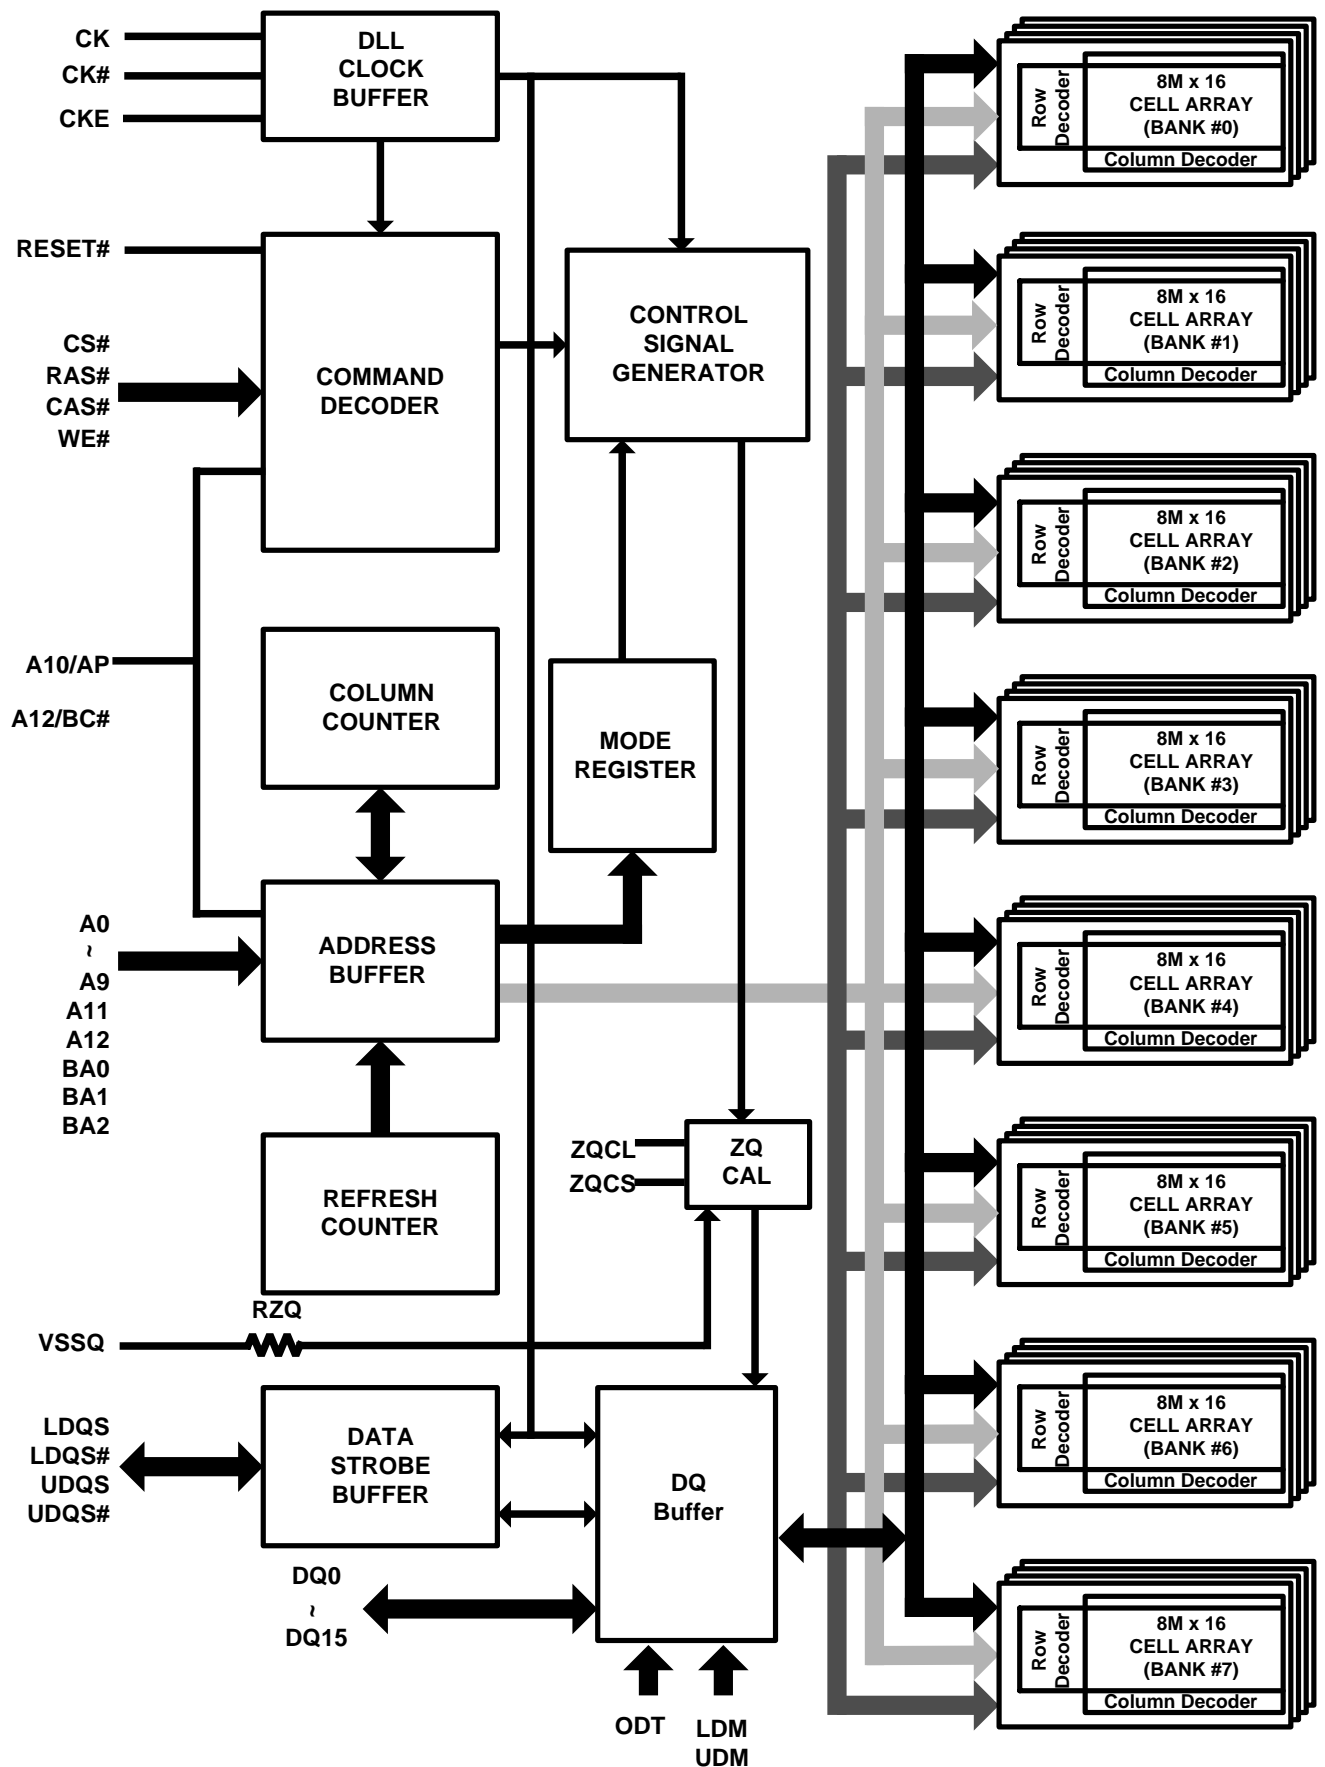 CK
CK#
CKE
DLL
CLOCK
BUFFER
RESET#
CS#
RAS#
CAS#
WE#
COMMAND
DECODER
CONTROL
SIGNAL
GENERATOR
A10/AP
A12/BC#
COLUMN
COUNTER
MODE
REGISTER
A0
~
A9
A11
A12
BA0
BA1
BA2
ADDRESS
BUFFER
REFRESH
COUNTER
ZQCL
ZQCS
ZQ
CAL
RZQ
VSSQ
LDQS
LDQS#
UDQS
UDQS#
DATA
STROBE
BUFFER
DQ
Buffer
DQ0
~
DQ15
ODT
LDM
UDM
Row
Decoder
8M x 16
CELL ARRAY
(BANK #0)
Column Decoder
Row
Decoder
8M x 16
CELL ARRAY
(BANK #1)
Column Decoder
Row
Decoder
8M x 16
CELL ARRAY
(BANK #2)
Column Decoder
Row
Decoder
8M x 16
CELL ARRAY
(BANK #3)
Column Decoder
Row
Decoder
8M x 16
CELL ARRAY
(BANK #4)
Column Decoder
Row
Decoder
8M x 16
CELL ARRAY
(BANK #5)
Column Decoder
Row
Decoder
8M x 16
CELL ARRAY
(BANK #6)
Column Decoder
Row
Decoder
8M x 16
CELL ARRAY
(BANK #7)
Column Decoder